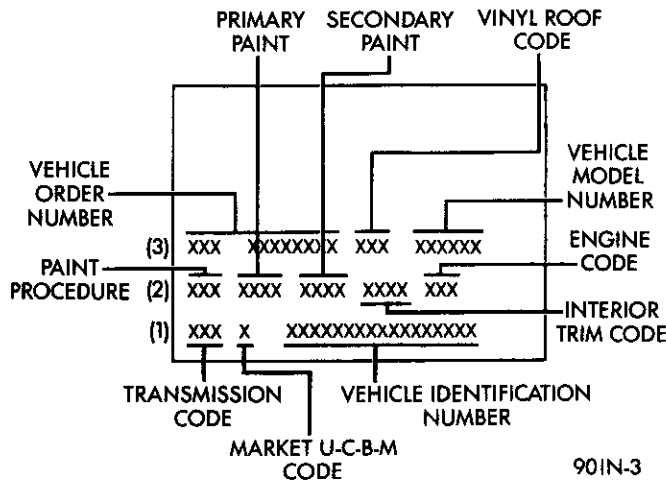 PRIMARY PAINT
SECONDARY PAINT
VINYL ROOF CODE
VEHICLE ORDER NUMBER
VEHICLE MODEL NUMBER
(3) XXX XXXXXXXX XXX XXXXXX
PAINT PROCEDURE
ENGINE CODE
(2) XXX XXXX XXXX XXXX XXX
INTERIOR TRIM CODE
(1) XXX X XXXXXXXXXXXXXXXXX
TRANSMISSION CODE
VEHICLE IDENTIFICATION NUMBER
MARKET U-C-B-M CODE
901N-3